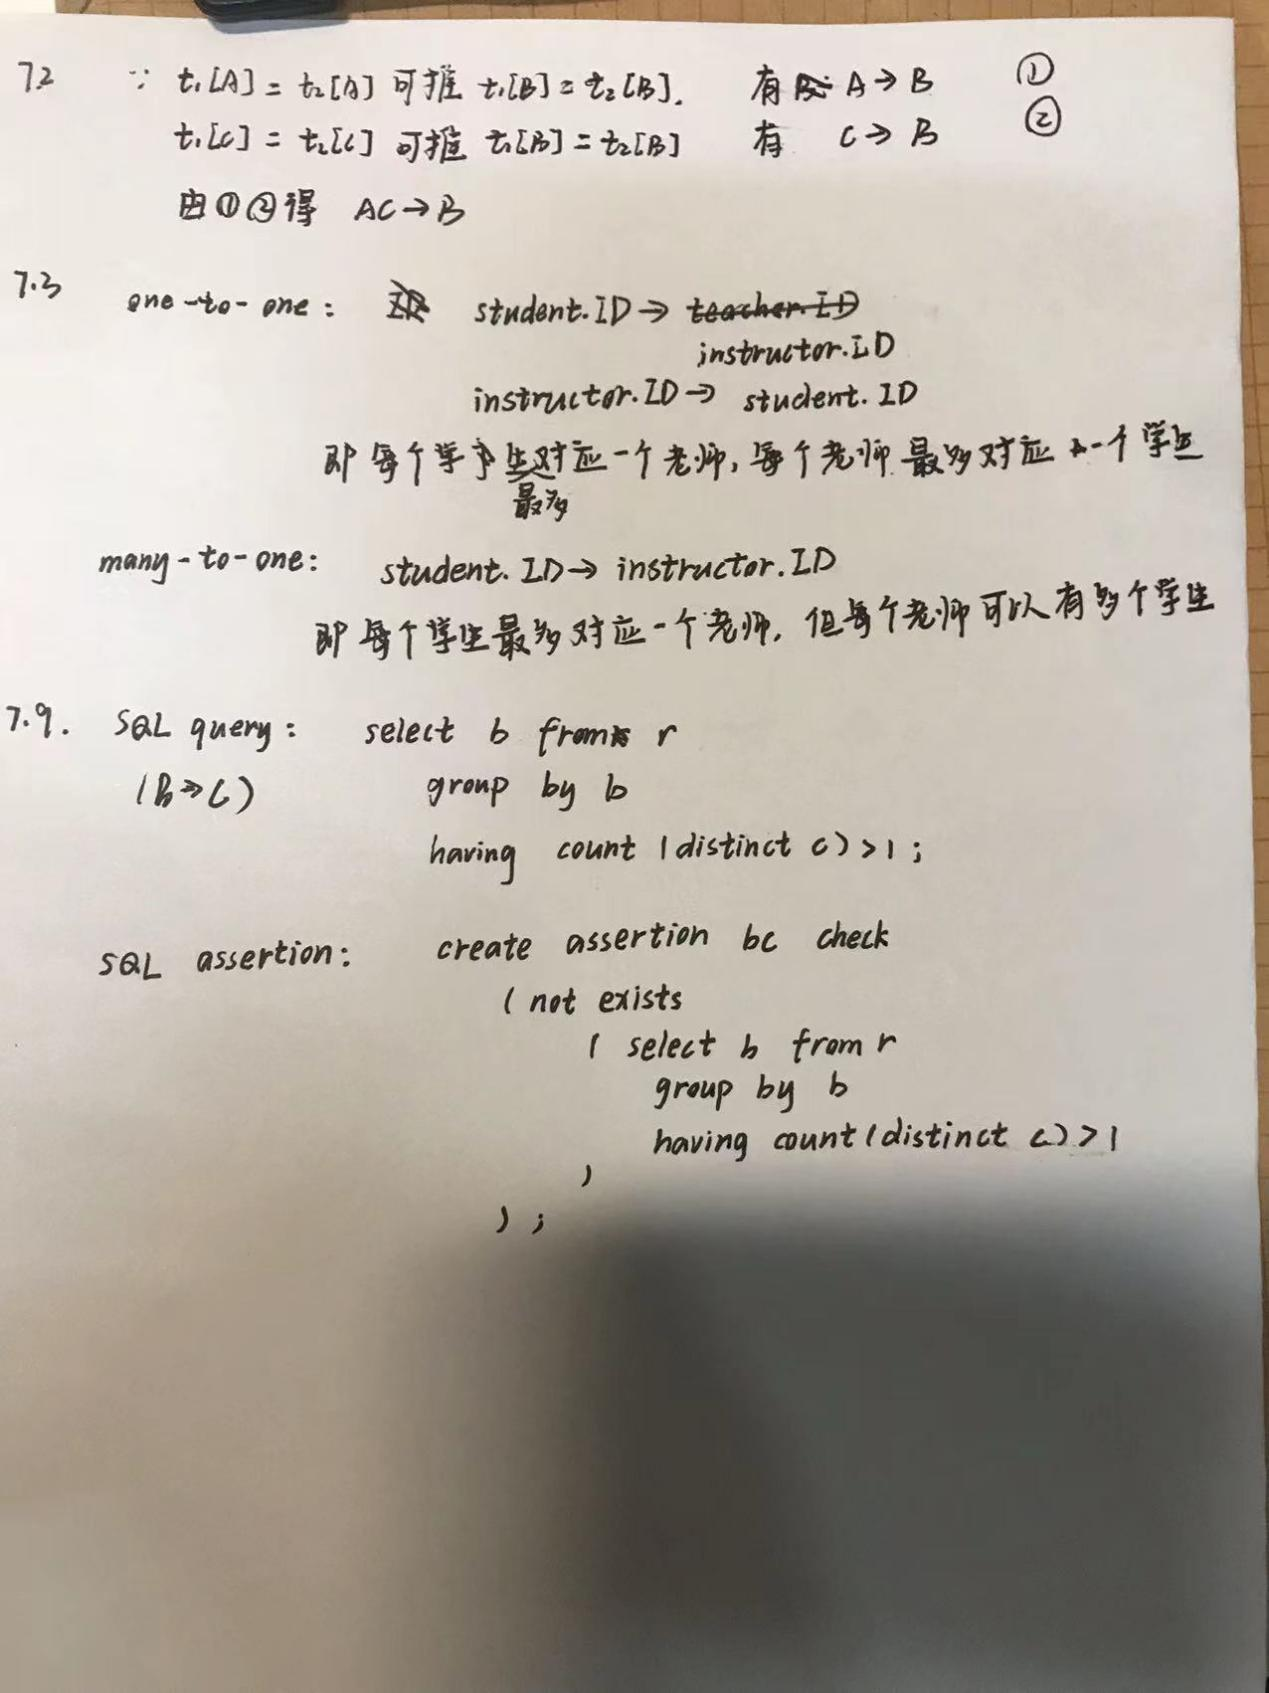 7.2 ∵ t₁[A] = t₂[A] 可推 t₁[B] = t₂[B]. 有 A → B ①
t₁[C] = t₂[C] 可推 t₁[B] = t₂[B] 有 C → B ②
由①②得 AC → B
7.3 one-to-one: student.ID → teacher.ID
instructor.ID
instructor.ID → student.ID
即每个学生对应一个老师,每个老师最多对应一个学生
最多
many-to-one: student.ID → instructor.ID
即每个学生最多对应一个老师,但每个老师可以有多个学生
7.9. SQL query: select b from r
(B→C) group by b
having count (distinct c) > 1 ;
SQL assertion: create assertion bc check
( not exists
( select b from r
group by b
having count (distinct c) > 1
)
) ;